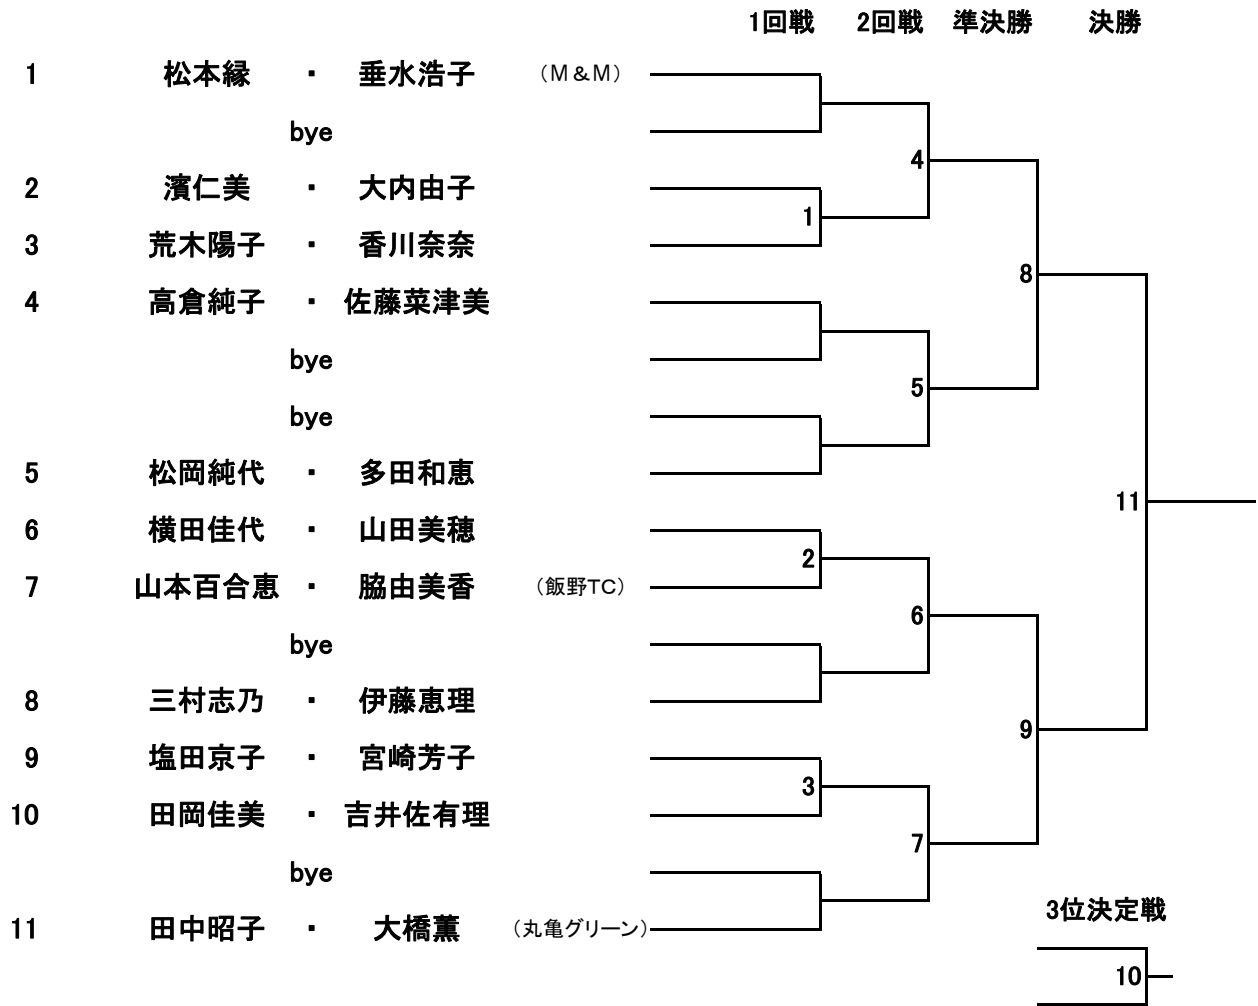 1回戦 2回戦 準決勝 決勝
1 松本縁 ・ 垂水浩子 （M＆M）
bye
4
2 濱仁美 ・ 大内由子
1
3 荒木陽子 ・ 香川奈奈
8
4 高倉純子 ・ 佐藤菜津美
bye
5
bye
5 松岡純代 ・ 多田和恵
11
6 横田佳代 ・ 山田美穂
2
7 山本百合恵 ・ 脇由美香 （飯野TC）
6
bye
8 三村志乃 ・ 伊藤恵理
9
9 塩田京子 ・ 宮崎芳子
3
10 田岡佳美 ・ 吉井佐有理
7
bye
3位決定戦
11 田中昭子 ・ 大橋薫 （丸亀グリーン）
10